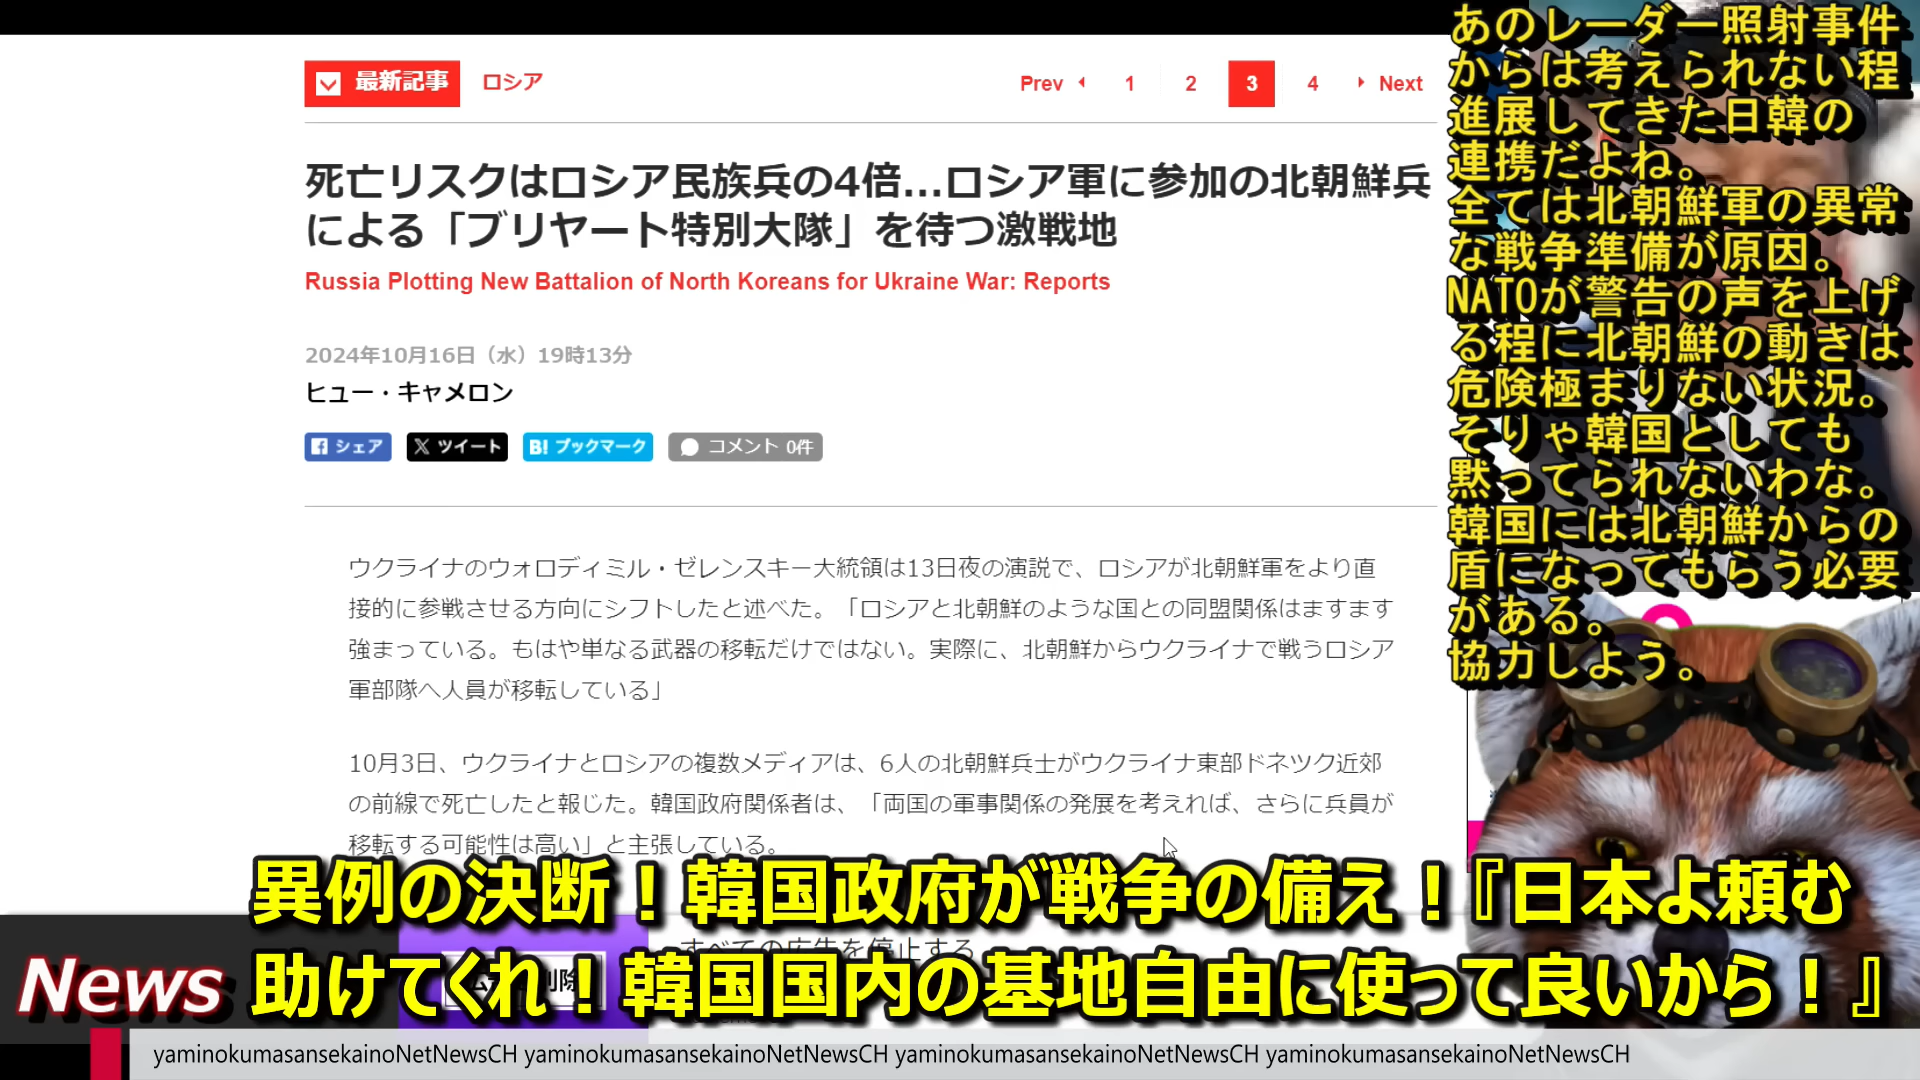 最新記事
ロシア
Prev
1
2
3
4
Next
死亡リスクはロシア民族兵の4倍...ロシア軍に参加の北朝鮮兵
による「ブリヤート特別大隊」を待つ激戦地
Russia Plotting New Battalion of North Koreans for Ukraine War: Reports
2024年10月16日（水）19時13分
ヒュー・キャメロン
シェア
ツイート
B! ブックマーク
コメント 0件
ウクライナのウォロディミル・ゼレンスキー大統領は13日夜の演説で、ロシアが北朝鮮軍をより直
接的に参戦させる方向にシフトしたと述べた。「ロシアと北朝鮮のような国との同盟関係はますます
強まっている。もはや単なる武器の移転だけではない。実際に、北朝鮮からウクライナで戦うロシア
軍部隊へ人員が移転している」
10月3日、ウクライナとロシアの複数メディアは、6人の北朝鮮兵士がウクライナ東部ドネツク近郊
の前線で死亡したと報じた。韓国政府関係者は、「両国の軍事関係の発展を考えれば、さらに兵員が
移転する可能性は高い」と主張している。
あのレーダー照射事件
からは考えられない程
進展してきた日韓の
連携だよね。
全ては北朝鮮軍の異常
な戦争準備が原因。
NATOが警告の声を上げ
る程に北朝鮮の動きは
危険極まりない状況。
そりゃ韓国としても
黙ってられないわな。
韓国には北朝鮮からの
盾になってもらう必要
がある。
協力しよう。
異例の決断！韓国政府が戦争の備え！『日本よ頼む
すべての広告を停止する
News
助けてくれ！韓国国内の基地自由に使って良いから！』
yaminokumasansekainoNetNewsCH yaminokumasansekainoNetNewsCH yaminokumasansekainoNetNewsCH yaminokumasansekainoNetNewsCH